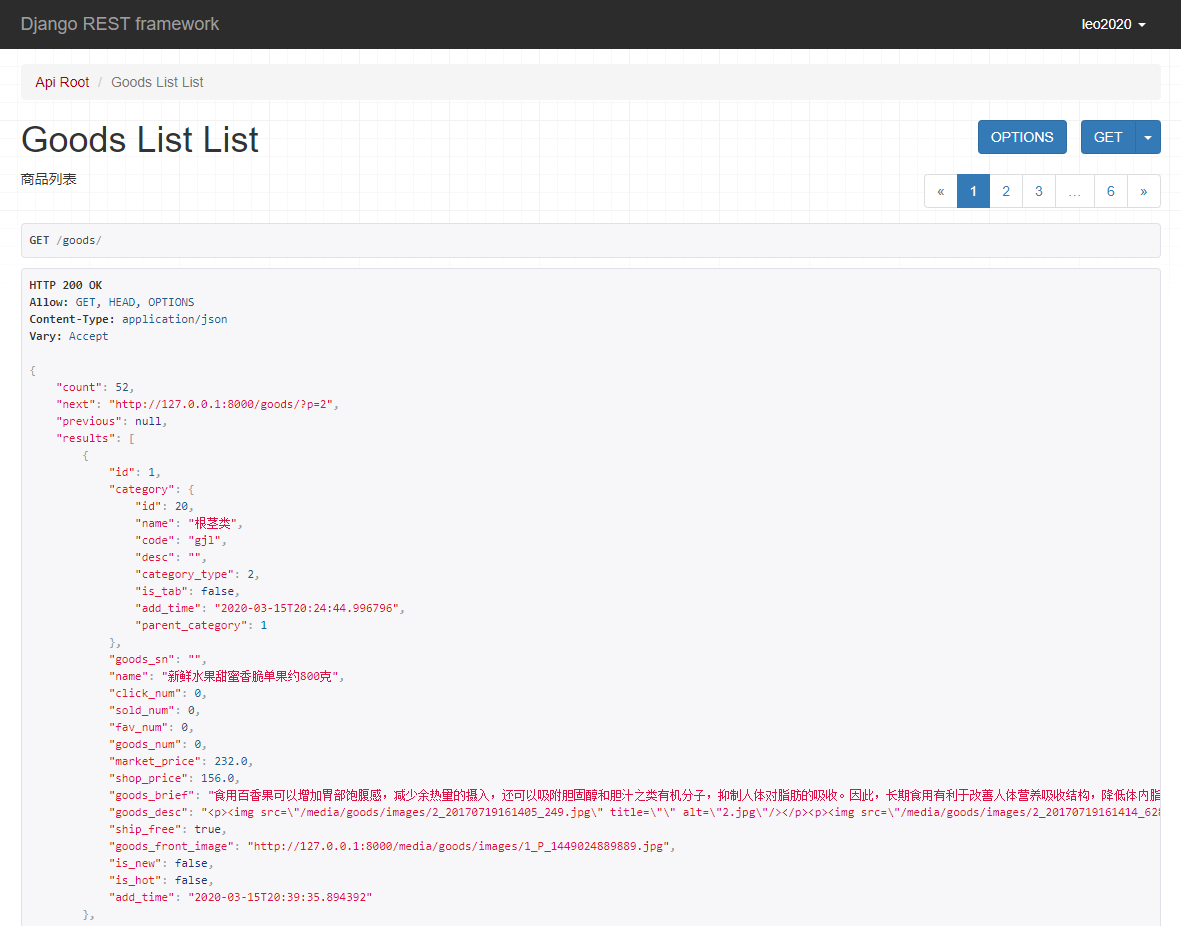 Django REST framework
leo2020
Api Root / Goods List List
Goods List List
OPTIONS
GET
商品列表
« 1 2 3 … 6 »
GET /goods/
HTTP 200 OK
Allow: GET, HEAD, OPTIONS
Content-Type: application/json
Vary: Accept
{
    "count": 52,
    "next": "http://127.0.0.1:8000/goods/?p=2",
    "previous": null,
    "results": [
        {
            "id": 1,
            "category": {
                "id": 20,
                "name": "根茎类",
                "code": "gjl",
                "desc": "",
                "category_type": 2,
                "is_tab": false,
                "add_time": "2020-03-15T20:24:44.996796",
                "parent_category": 1
            },
            "goods_sn": "",
            "name": "新鲜水果甜蜜香脆单果约800克",
            "click_num": 0,
            "sold_num": 0,
            "fav_num": 0,
            "goods_num": 0,
            "market_price": 232.0,
            "shop_price": 156.0,
            "goods_brief": "食用百香果可以增加胃部饱腹感，减少余热量的摄入，还可以吸附胆固醇和胆汁之类有机分子，抑制人体对脂肪的吸收。因此，长期食用有利于改善人体营养吸收结构，降低体内脂
            "goods_desc": "<p><img src=\"/media/goods/images/2_20170719161405_249.jpg\" title=\"\" alt=\"2.jpg\"/></p><p><img src=\"/media/goods/images/2_20170719161414_628
            "ship_free": true,
            "goods_front_image": "http://127.0.0.1:8000/media/goods/images/1_P_1449024889889.jpg",
            "is_new": false,
            "is_hot": false,
            "add_time": "2020-03-15T20:39:35.894392"
        },